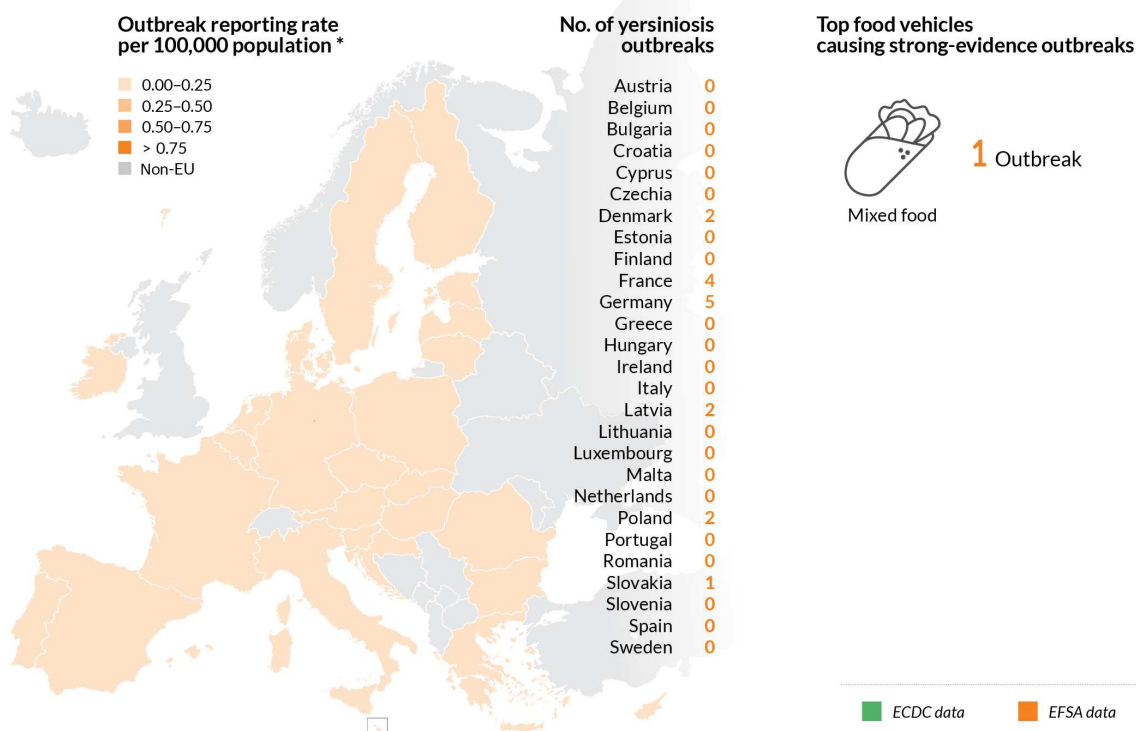 Outbreak reporting rate
per 100,000 population *
0.00–0.25
0.25–0.50
0.50–0.75
> 0.75
Non-EU
No. of yersiniosis
outbreaks
Austria 0
Belgium 0
Bulgaria 0
Croatia 0
Cyprus 0
Czechia 0
Denmark 2
Estonia 0
Finland 0
France 4
Germany 5
Greece 0
Hungary 0
Ireland 0
Italy 0
Latvia 2
Lithuania 0
Luxembourg 0
Malta 0
Netherlands 0
Poland 2
Portugal 0
Romania 0
Slovakia 1
Slovenia 0
Spain 0
Sweden 0
Top food vehicles
causing strong-evidence outbreaks
1 Outbreak
Mixed food
ECDC data
EFSA data